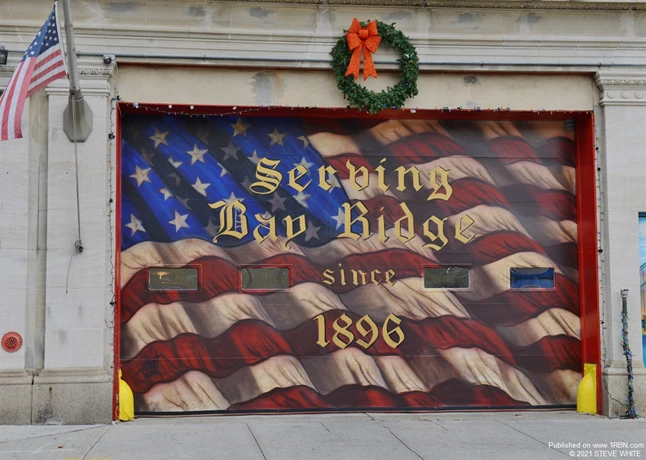 Serving
Bay Ridge
since
1896
Published on www.1RBN.com
© 2021 STEVE WHITE